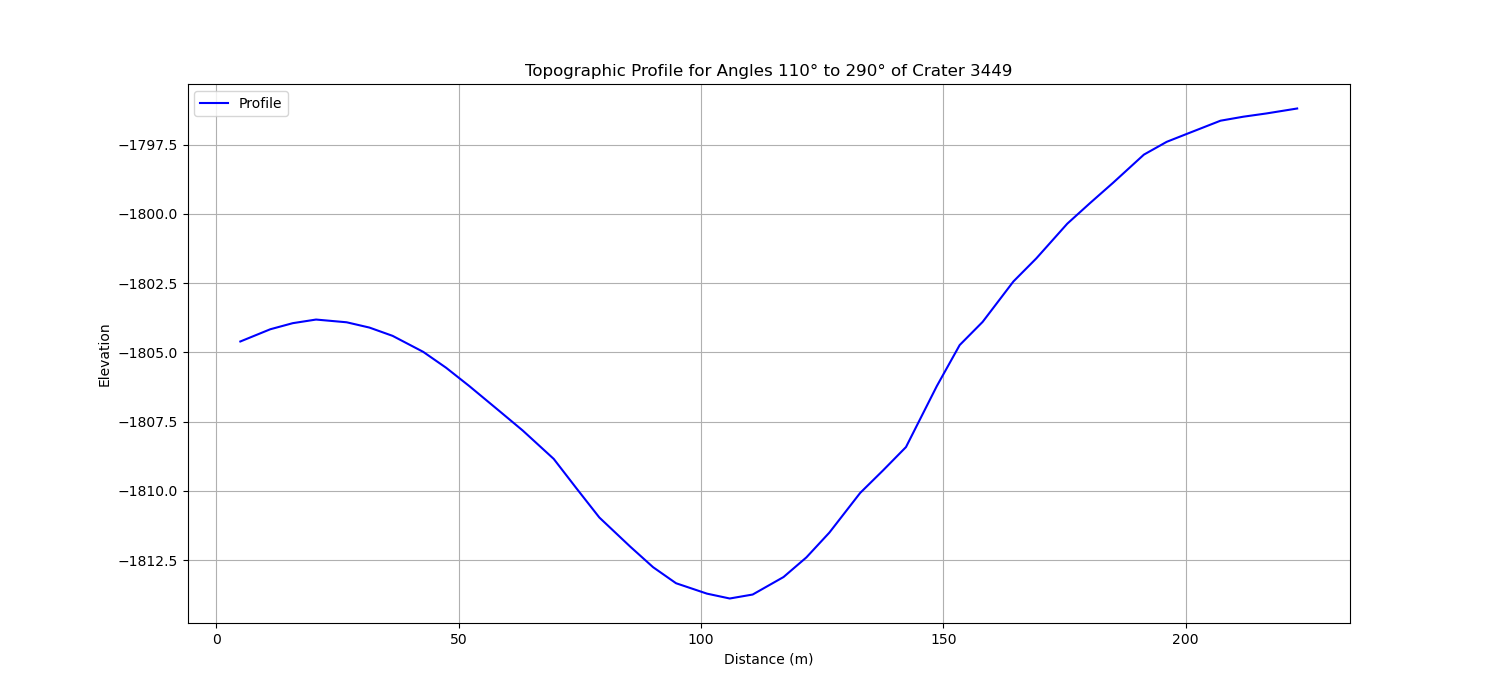 Topographic Profile for Angles 110° to 290° of Crater 3449
Profile
−1797.5
−1800.0
−1802.5
−1805.0
−1807.5
−1810.0
−1812.5
Elevation
0 50 100 150 200
Distance (m)